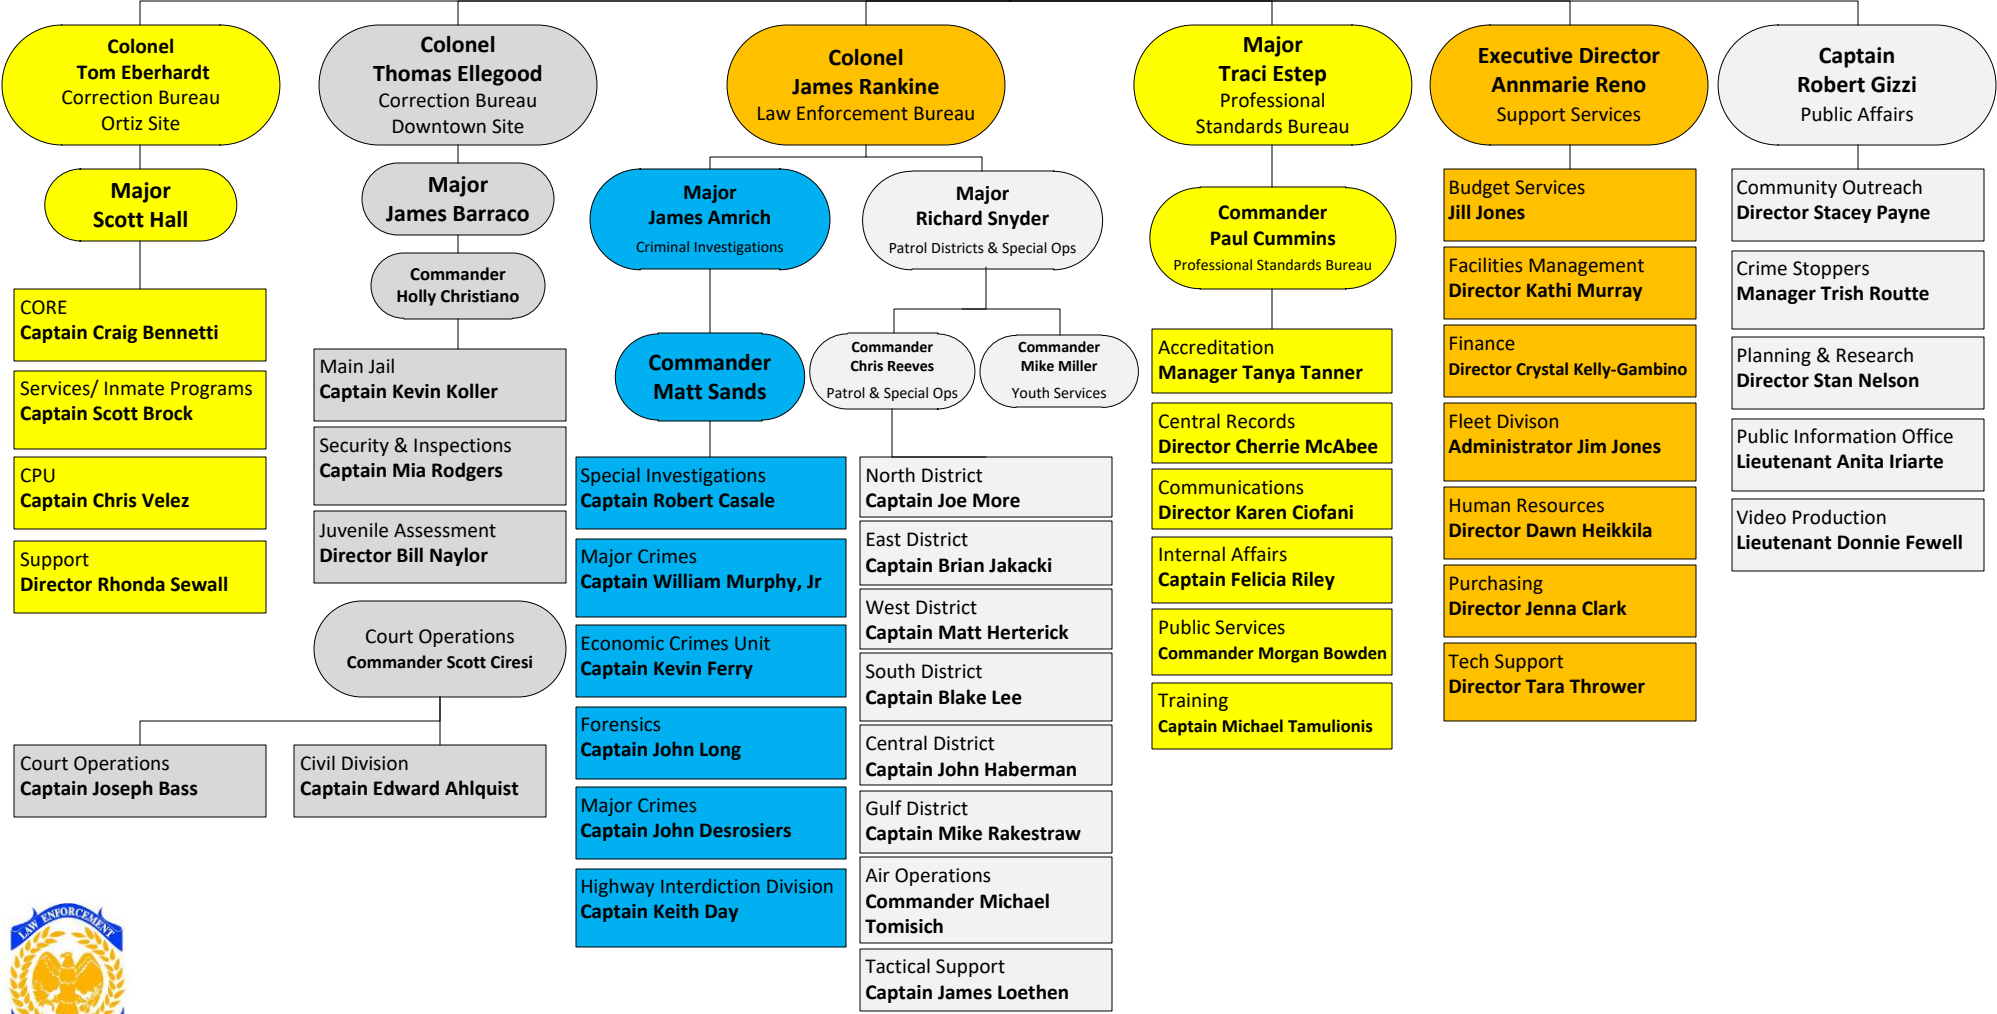 Colonel
Tom Eberhardt
Correction Bureau
Ortiz Site
Major
Scott Hall
CORE
Captain Craig Bennetti
Services/ Inmate Programs
Captain Scott Brock
CPU
Captain Chris Velez
Support
Director Rhonda Sewall
Colonel
Thomas Ellegood
Correction Bureau
Downtown Site
Major
James Barraco
Commander
Holly Christiano
Main Jail
Captain Kevin Koller
Security & Inspections
Captain Mia Rodgers
Juvenile Assessment
Director Bill Naylor
Court Operations
Commander Scott Ciresi
Court Operations
Captain Joseph Bass
Civil Division
Captain Edward Ahlquist
Colonel
James Rankine
Law Enforcement Bureau
Major
James Amrich
Criminal Investigations
Commander
Matt Sands
Special Investigations
Captain Robert Casale
Major Crimes
Captain William Murphy, Jr
Economic Crimes Unit
Captain Kevin Ferry
Forensics
Captain John Long
Major Crimes
Captain John Desrosiers
Highway Interdiction Division
Captain Keith Day
Major
Richard Snyder
Patrol Districts & Special Ops
Commander
Chris Reeves
Patrol & Special Ops
Commander
Mike Miller
Youth Services
North District
Captain Joe More
East District
Captain Brian Jakacki
West District
Captain Matt Herterick
South District
Captain Blake Lee
Central District
Captain John Haberman
Gulf District
Captain Mike Rakestraw
Air Operations
Commander Michael
Tomisich
Tactical Support
Captain James Loethen
Major
Traci Estep
Professional
Standards Bureau
Commander
Paul Cummins
Professional Standards Bureau
Accreditation
Manager Tanya Tanner
Central Records
Director Cherrie McAbee
Communications
Director Karen Ciofani
Internal Affairs
Captain Felicia Riley
Public Services
Commander Morgan Bowden
Training
Captain Michael Tamulionis
Executive Director
Annmarie Reno
Support Services
Budget Services
Jill Jones
Facilities Management
Director Kathi Murray
Finance
Director Crystal Kelly-Gambino
Fleet Divison
Administrator Jim Jones
Human Resources
Director Dawn Heikkila
Purchasing
Director Jenna Clark
Tech Support
Director Tara Thrower
Captain
Robert Gizzi
Public Affairs
Community Outreach
Director Stacey Payne
Crime Stoppers
Manager Trish Routte
Planning & Research
Director Stan Nelson
Public Information Office
Lieutenant Anita Iriarte
Video Production
Lieutenant Donnie Fewell
LAW ENFORCEMENT